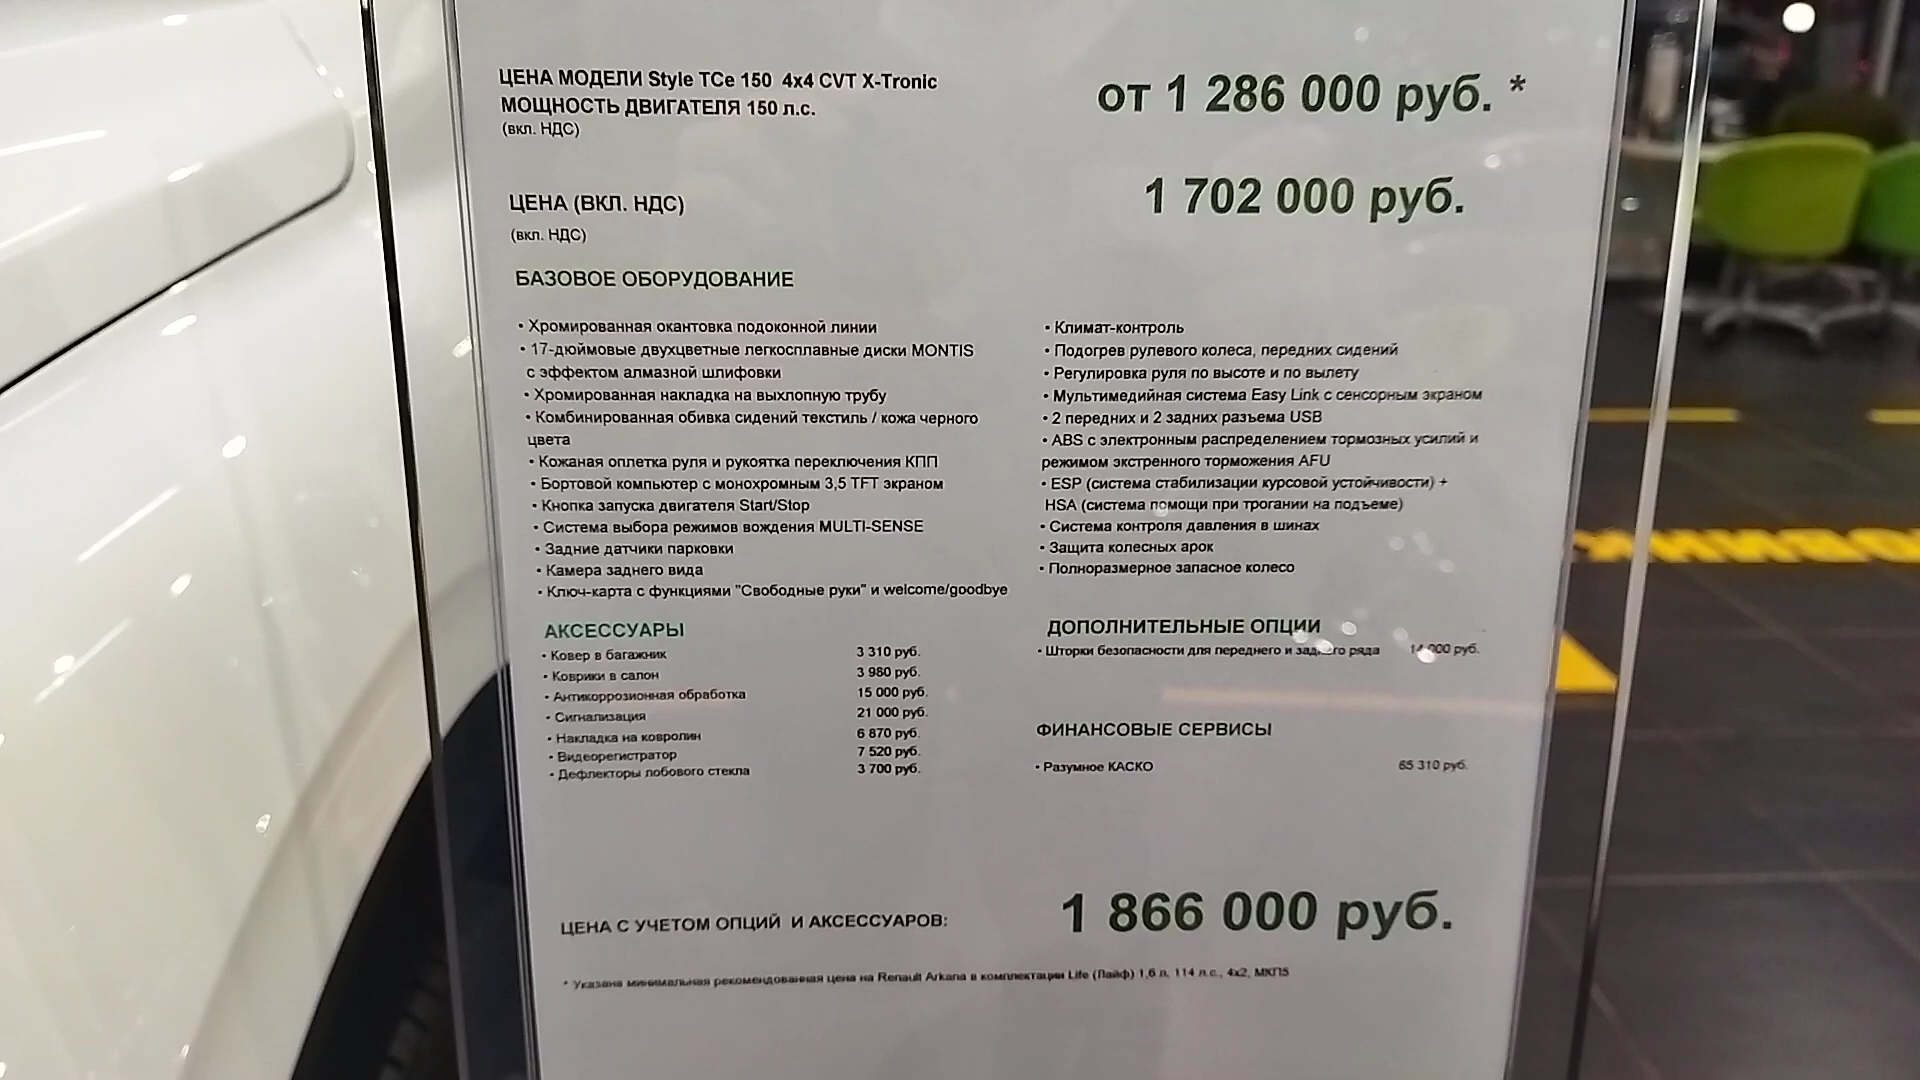 ЦЕНА МОДЕЛИ Style TCe 150 4x4 CVT X-Tronic
МОЩНОСТЬ ДВИГАТЕЛЯ 150 л.с.
(вкл. НДС)
от 1 286 000 руб. *
ЦЕНА (ВКЛ. НДС)
(вкл. НДС)
1 702 000 руб.
БАЗОВОЕ ОБОРУДОВАНИЕ
• Хромированная окантовка подоконной линии
• 17-дюймовые двухцветные легкосплавные диски MONTIS
с эффектом алмазной шлифовки
• Хромированная накладка на выхлопную трубу
• Комбинированная обивка сидений текстиль / кожа черного
цвета
• Кожаная оплетка руля и рукоятка переключения КПП
• Бортовой компьютер с монохромным 3,5 TFT экраном
• Кнопка запуска двигателя Start/Stop
• Система выбора режимов вождения MULTI-SENSE
• Задние датчики парковки
• Камера заднего вида
• Ключ-карта с функциями "Свободные руки" и welcome/goodbye
• Климат-контроль
• Подогрев рулевого колеса, передних сидений
• Регулировка руля по высоте и по вылету
• Мультимедийная система Easy Link с сенсорным экраном
• 2 передних и 2 задних разъема USB
• ABS с электронным распределением тормозных усилий и
режимом экстренного торможения AFU
• ESP (система стабилизации курсовой устойчивости) +
HSA (система помощи при трогании на подъеме)
• Система контроля давления в шинах
• Защита колесных арок
• Полноразмерное запасное колесо
АКСЕССУАРЫ
• Ковер в багажник 3 310 руб.
• Коврики в салон 3 980 руб.
• Антикоррозионная обработка 15 000 руб.
• Сигнализация 21 000 руб.
• Накладка на ковролин 6 870 руб.
• Видеорегистратор 7 520 руб.
• Дефлекторы лобового стекла 3 700 руб.
ДОПОЛНИТЕЛЬНЫЕ ОПЦИИ
• Шторки безопасности для переднего и заднего ряда руб.
ФИНАНСОВЫЕ СЕРВИСЫ
• Разумное КАСКО 65 310 руб.
ЦЕНА С УЧЕТОМ ОПЦИЙ И АКСЕССУАРОВ:
1 866 000 руб.
* Указана минимальная рекомендованная цена на Renault Arkana в комплектации Life (Лайф) 1,6 л, 114 л.с., 4x2, МКП5